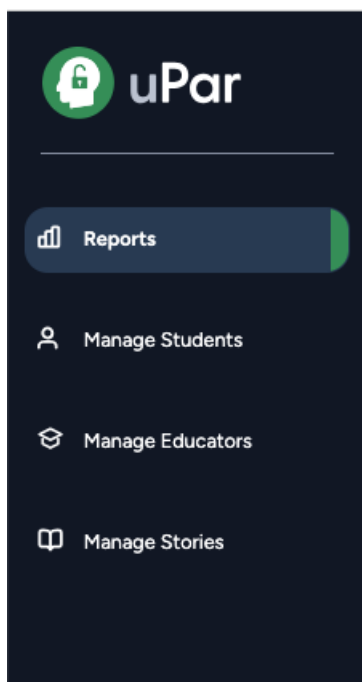 uPar
Reports
Manage Students
Manage Educators
Manage Stories